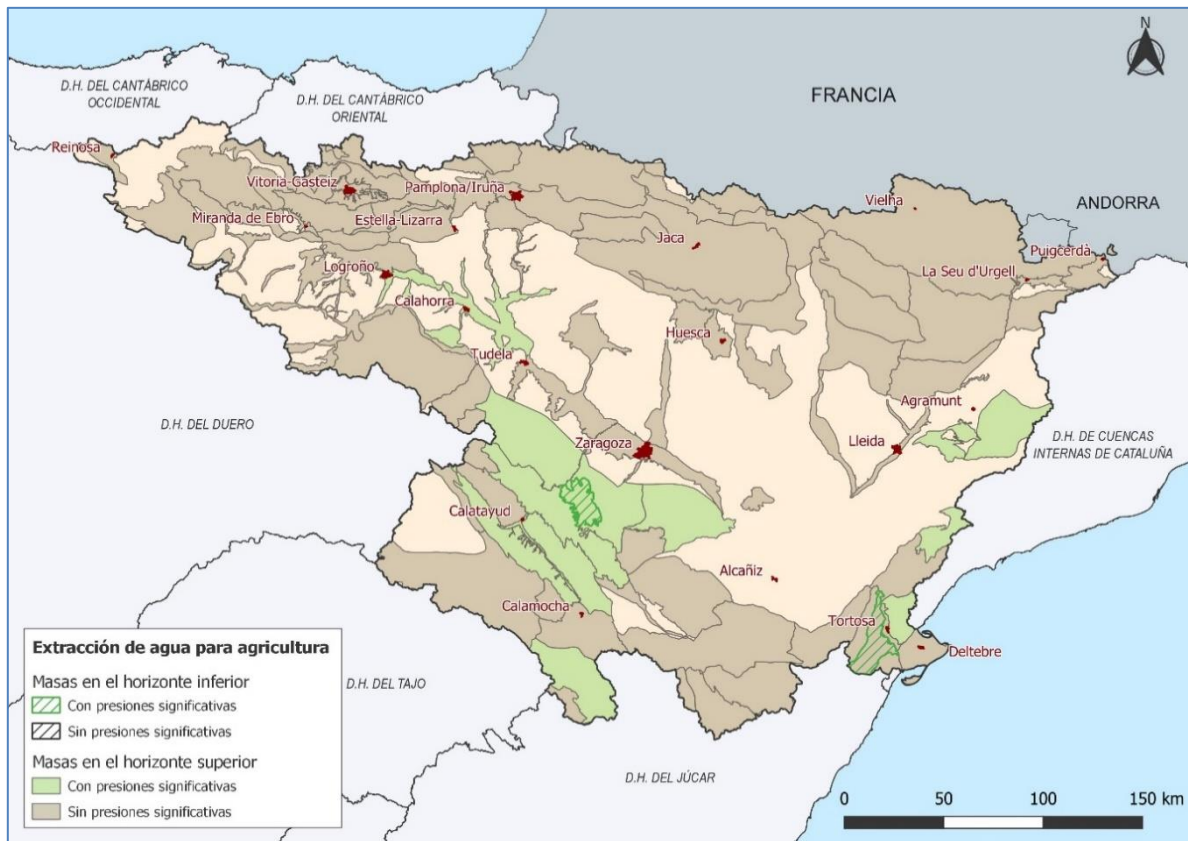 N
D.H. DEL CANTÁBRICO
OCCIDENTAL
D.H. DEL CANTÁBRICO
ORIENTAL
FRANCIA
Reinosa
Vitoria-Gasteiz
Pamplona/Iruña
Vielha
ANDORRA
Miranda de Ebro
Estella-Lizarra
Jaca
Puigcerdà
La Seu d'Urgell
Logroño
Calahorra
Huesca
Tudela
Agramunt
D.H. DEL DUERO
Zaragoza
Lleida
D.H. DE CUENCAS
INTERNAS DE CATALUÑA
Calatayud
Alcañiz
Calamocha
Tortosa
Deltebre
Extracción de agua para agricultura
Masas en el horizonte inferior
Con presiones significativas
Sin presiones significativas
Masas en el horizonte superior
Con presiones significativas
Sin presiones significativas
D.H. DEL TAJO
D.H. DEL JÚCAR
0 50 100 150 km